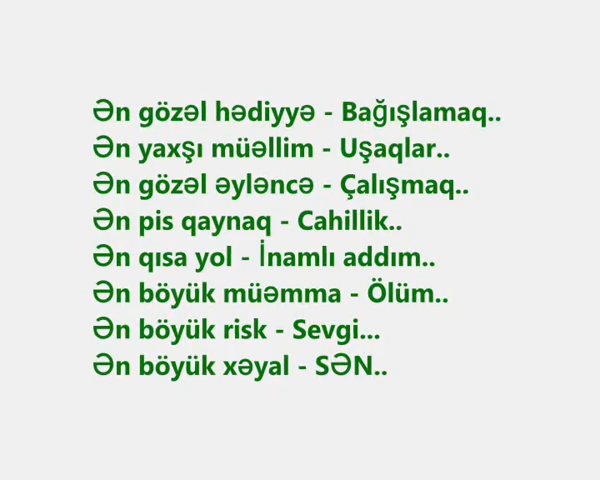 Ən gözəl hədiyyə - Bağışlamaq..
Ən yaxşı müəllim - Uşaqlar..
Ən gözəl əyləncə - Çalışmaq..
Ən pis qaynaq - Cahillik..
Ən qısa yol - İnamlı addım..
Ən böyük müəmma - Ölüm..
Ən böyük risk - Sevgi...
Ən böyük xəyal - SƏN..